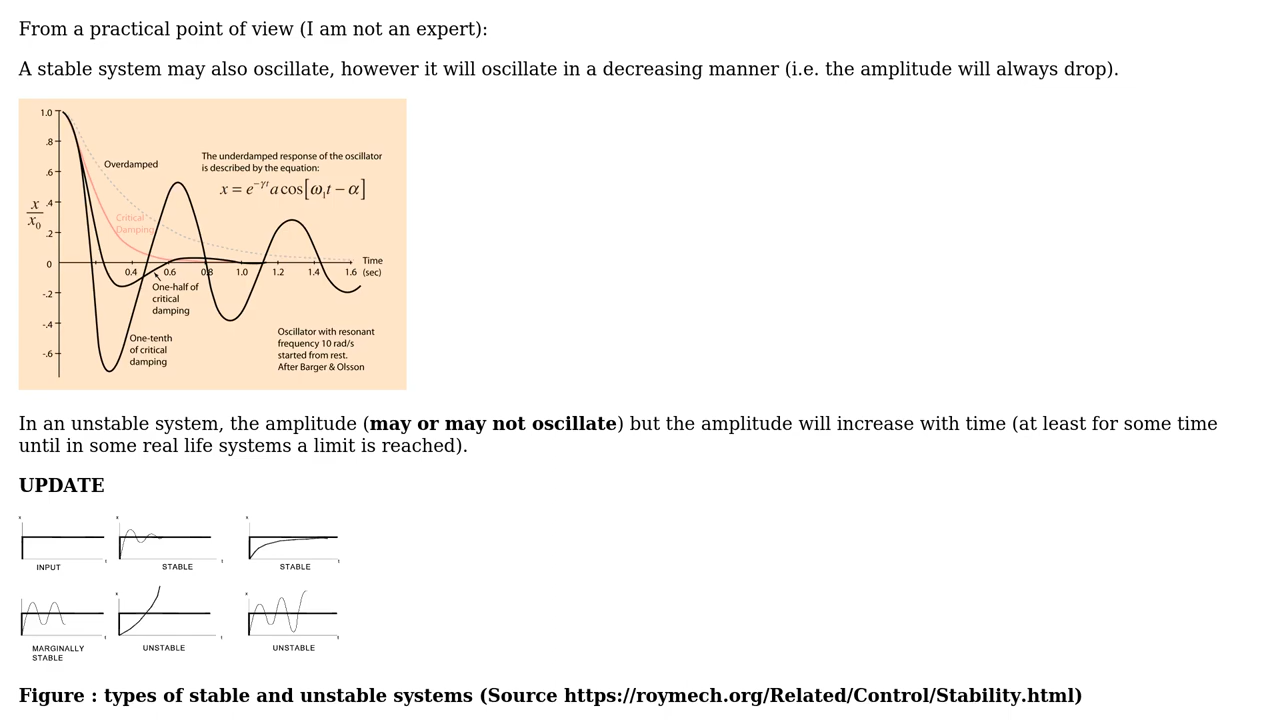 From a practical point of view (I am not an expert):
A stable system may also oscillate, however it will oscillate in a decreasing manner (i.e. the amplitude will always drop).
1.0
.8
.6
.4
.2
0
-.2
-.4
-.6
x
x0
Overdamped
The underdamped response of the oscillator
is described by the equation:
x = e^−γt a cos[ω₁t − α]
Critical
Damping
0.4 0.6 0.8 1.0 1.2 1.4 1.6
Time
(sec)
One-half of
critical
damping
One-tenth
of critical
damping
Oscillator with resonant
frequency 10 rad/s
started from rest.
After Barger & Olsson
In an unstable system, the amplitude (may or may not oscillate) but the amplitude will increase with time (at least for some time
until in some real life systems a limit is reached).
UPDATE
x x x
t t t
INPUT STABLE STABLE
x x
t t t
MARGINALLY
STABLE
UNSTABLE UNSTABLE
Figure : types of stable and unstable systems (Source https://roymech.org/Related/Control/Stability.html)